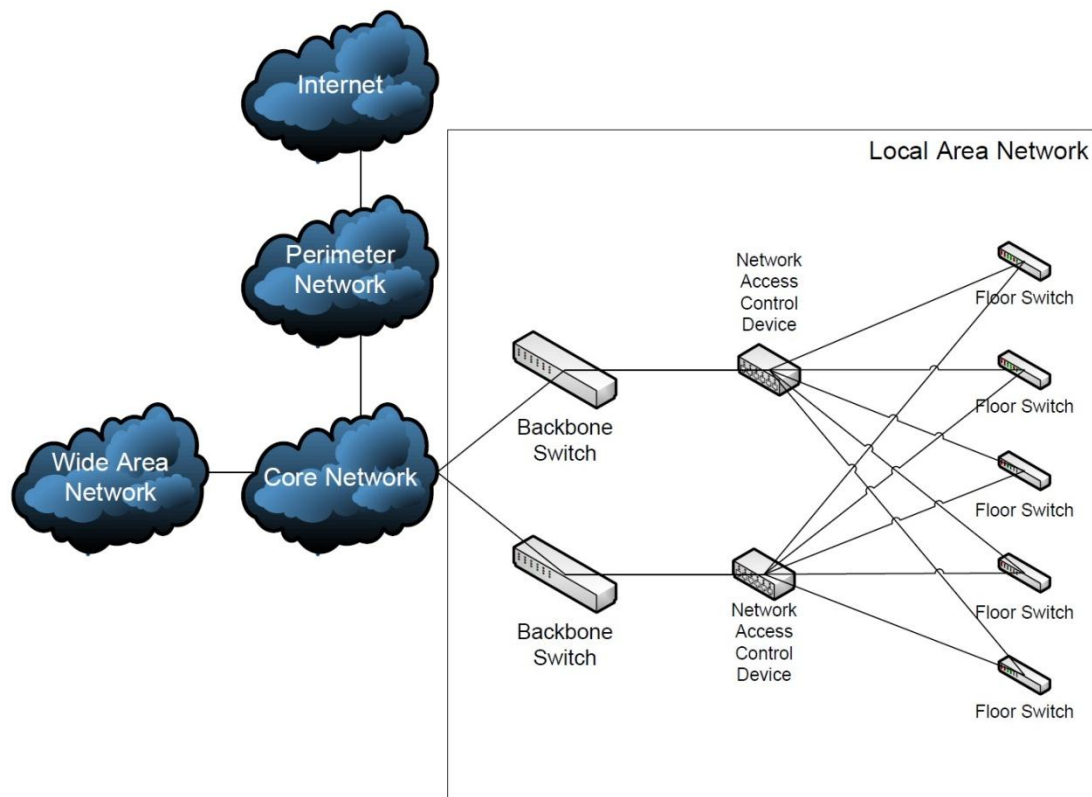 Internet
Local Area Network
Perimeter
Network
Network
Access
Control
Device
Floor Switch
Floor Switch
Backbone
Switch
Wide Area
Network
Core Network
Floor Switch
Floor Switch
Backbone
Switch
Network
Access
Control
Device
Floor Switch